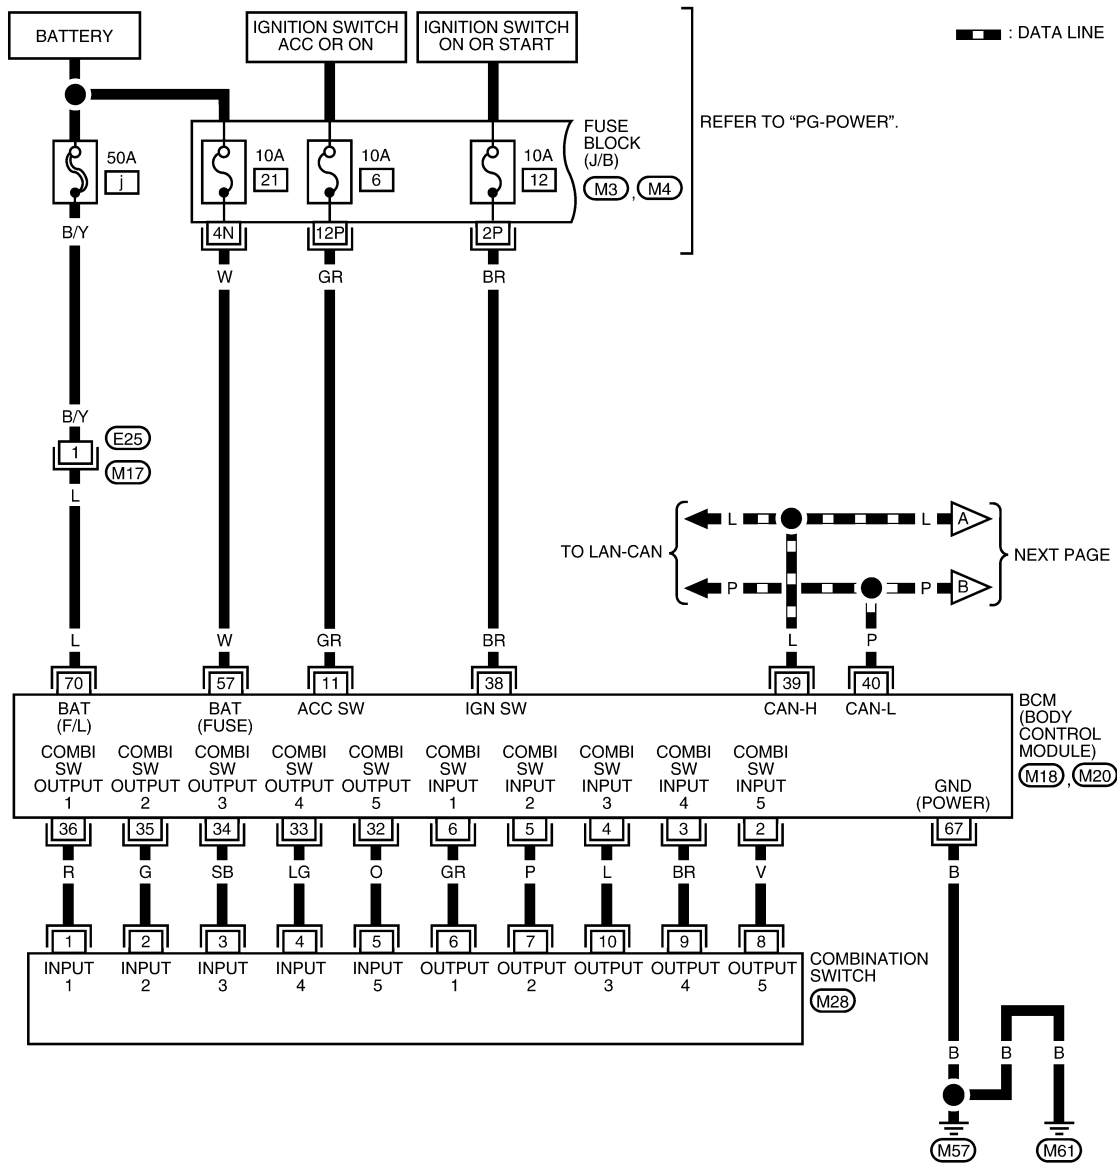 BATTERY
IGNITION SWITCH
ACC OR ON
IGNITION SWITCH
ON OR START
: DATA LINE
REFER TO “PG-POWER”.
50A
j
10A
21
10A
6
10A
12
FUSE
BLOCK
(J/B)
M3 , M4
4N
12P
2P
B/Y
W
GR
BR
B/Y
1
E25
M17
L
TO LAN-CAN
L
L
A
P
P
B
NEXT PAGE
L
W
GR
BR
L
P
70
57
11
38
39
40
BAT
(F/L)
BAT
(FUSE)
ACC SW
IGN SW
CAN-H
CAN-L
BCM
(BODY
CONTROL
MODULE)
M18 , M20
COMBI
SW
OUTPUT
1
COMBI
SW
OUTPUT
2
COMBI
SW
OUTPUT
3
COMBI
SW
OUTPUT
4
COMBI
SW
OUTPUT
5
COMBI
SW
INPUT
1
COMBI
SW
INPUT
2
COMBI
SW
INPUT
3
COMBI
SW
INPUT
4
COMBI
SW
INPUT
5
GND
(POWER)
36
35
34
33
32
6
5
4
3
2
67
R
G
SB
LG
O
GR
P
L
BR
V
B
1
2
3
4
5
6
7
10
9
8
INPUT
1
INPUT
2
INPUT
3
INPUT
4
INPUT
5
OUTPUT
1
OUTPUT
2
OUTPUT
3
OUTPUT
4
OUTPUT
5
COMBINATION
SWITCH
M28
B
B
B
M57
M61